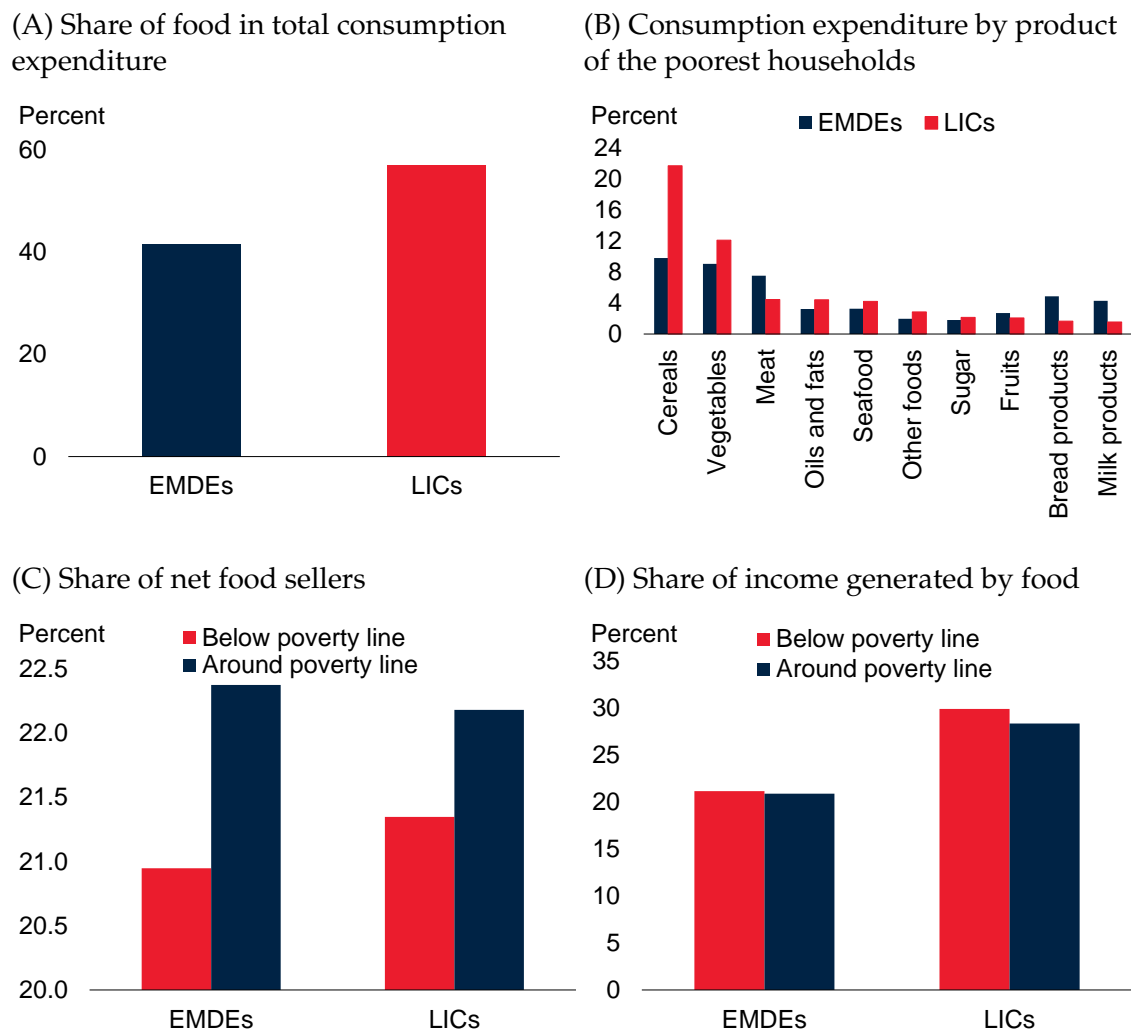 (A) Share of food in total consumption
expenditure
Percent
60
40
20
0
EMDEs LICs
(B) Consumption expenditure by product
of the poorest households
Percent
EMDEs LICs
24
20
16
12
8
4
0
Cereals
Vegetables
Meat
Oils and fats
Seafood
Other foods
Sugar
Fruits
Bread products
Milk products
(C) Share of net food sellers
Percent
Below poverty line
Around poverty line
22.5
22.0
21.5
21.0
20.5
20.0
EMDEs LICs
(D) Share of income generated by food
Percent
Below poverty line
Around poverty line
35
30
25
20
15
10
5
0
EMDEs LICs